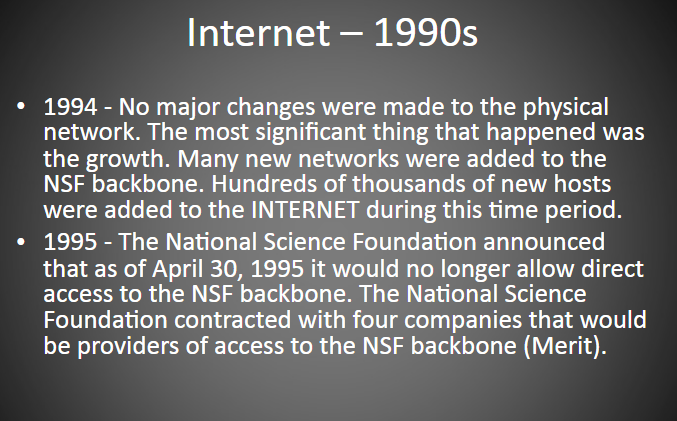 Internet – 1990s
• 1994 - No major changes were made to the physical
network. The most significant thing that happened was
the growth. Many new networks were added to the
NSF backbone. Hundreds of thousands of new hosts
were added to the INTERNET during this time period.
• 1995 - The National Science Foundation announced
that as of April 30, 1995 it would no longer allow direct
access to the NSF backbone. The National Science
Foundation contracted with four companies that would
be providers of access to the NSF backbone (Merit).